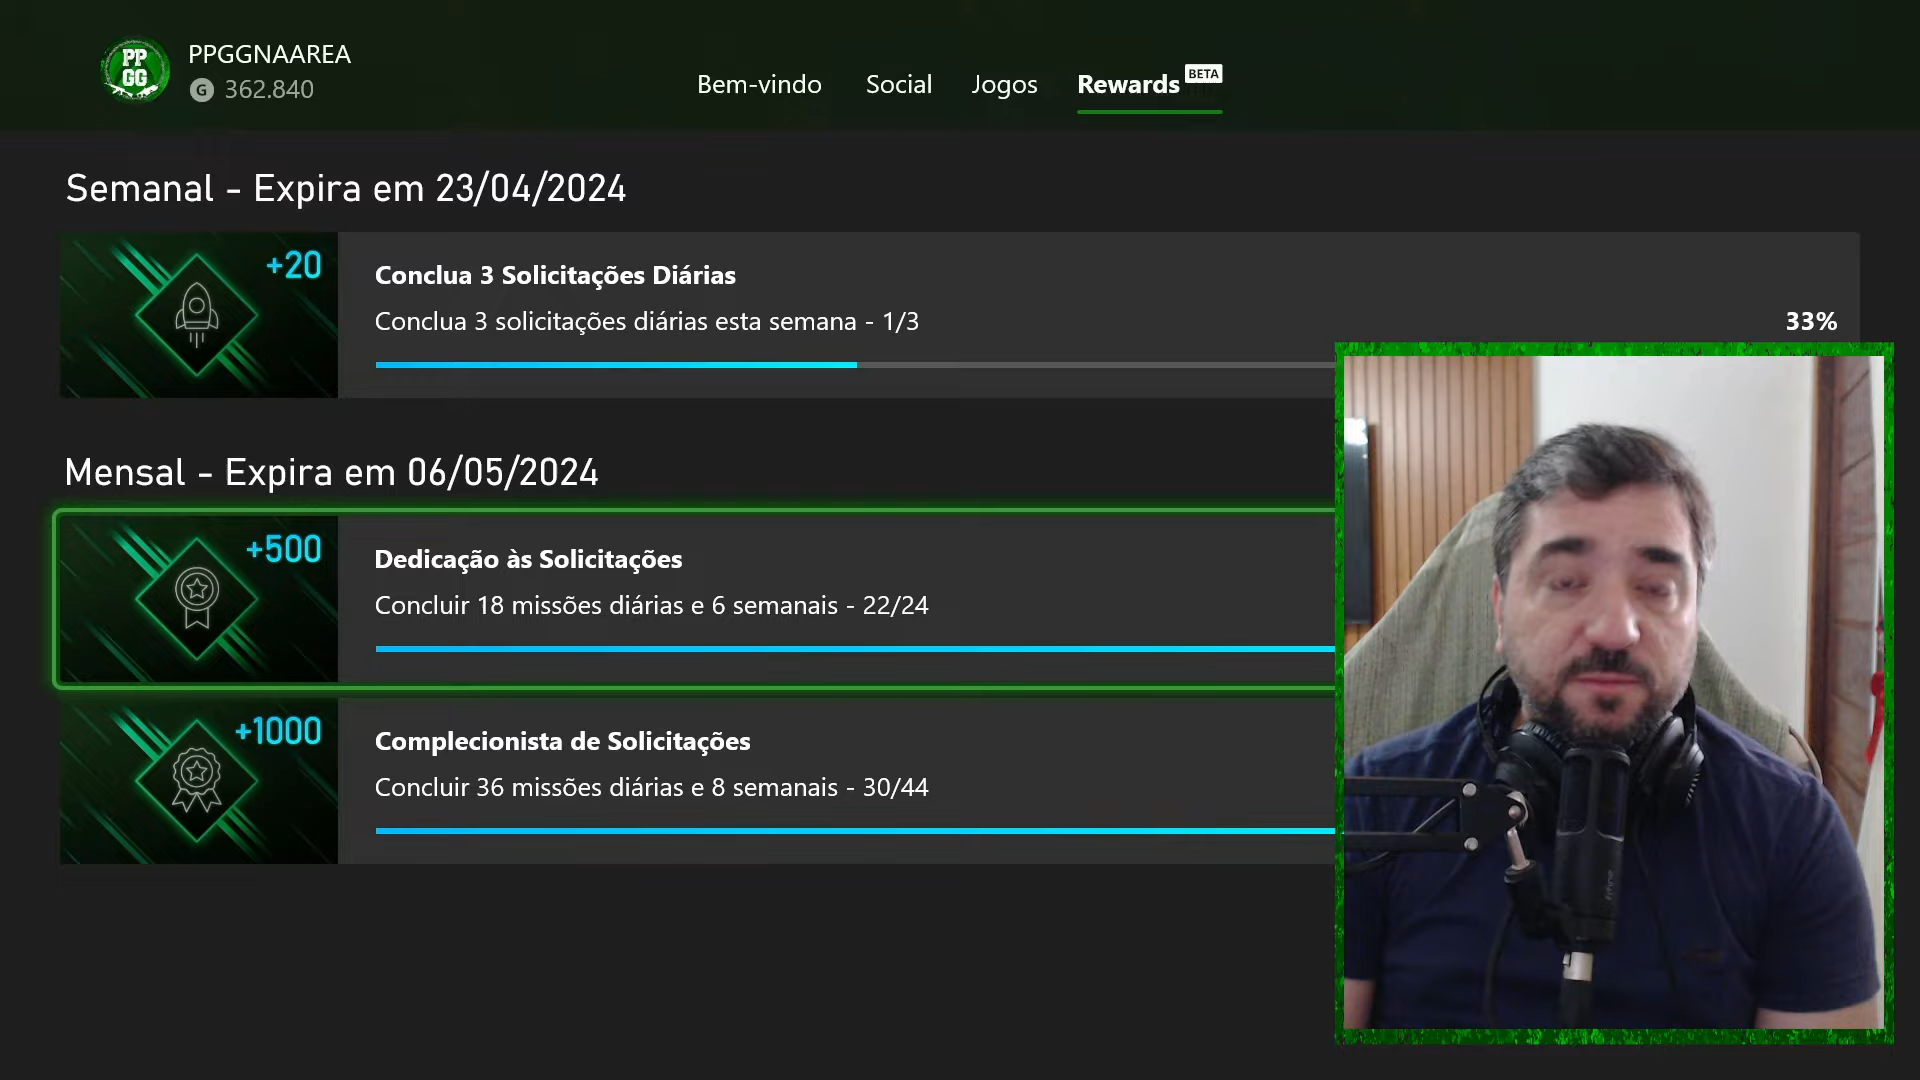 PP
GG
PPGGNAAREA
G 362.840
Bem-vindo Social Jogos Rewards BETA
Semanal - Expira em 23/04/2024
+20
Conclua 3 Solicitações Diárias
Conclua 3 solicitações diárias esta semana - 1/3
33%
Mensal - Expira em 06/05/2024
+500
Dedicação às Solicitações
Concluir 18 missões diárias e 6 semanais - 22/24
+1000
Complecionista de Solicitações
Concluir 36 missões diárias e 8 semanais - 30/44